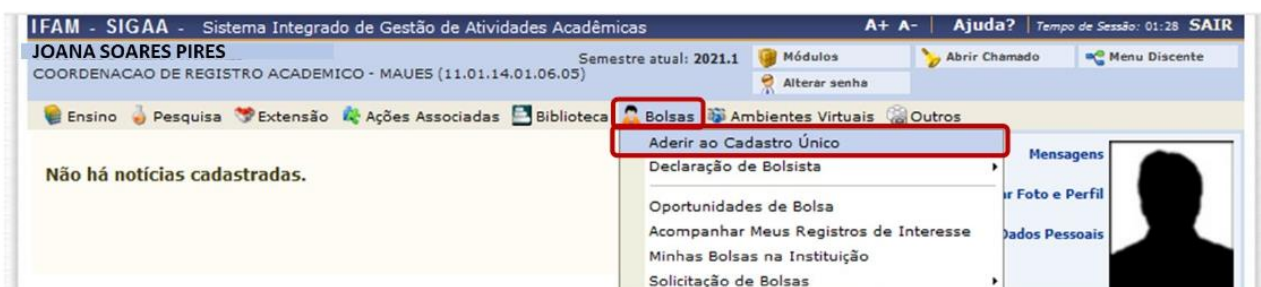 IFAM - SIGAA - Sistema Integrado de Gestão de Atividades Acadêmicas A+ A- | Ajuda? | Tempo de Sessão: 01:28 SAIR
JOANA SOARES PIRES Semestre atual: 2021.1 Módulos Abrir Chamado Menu Discente
COORDENACAO DE REGISTRO ACADEMICO - MAUES (11.01.14.01.06.05) Alterar senha
Ensino Pesquisa Extensão Ações Associadas Biblioteca Bolsas Ambientes Virtuais Outros
Aderir ao Cadastro Único
Mensagens
Declaração de Bolsista
Não há notícias cadastradas.
Foto e Perfil
Oportunidades de Bolsa
Acompanhar Meus Registros de Interesse
Dados Pessoais
Minhas Bolsas na Instituição
Solicitação de Bolsas